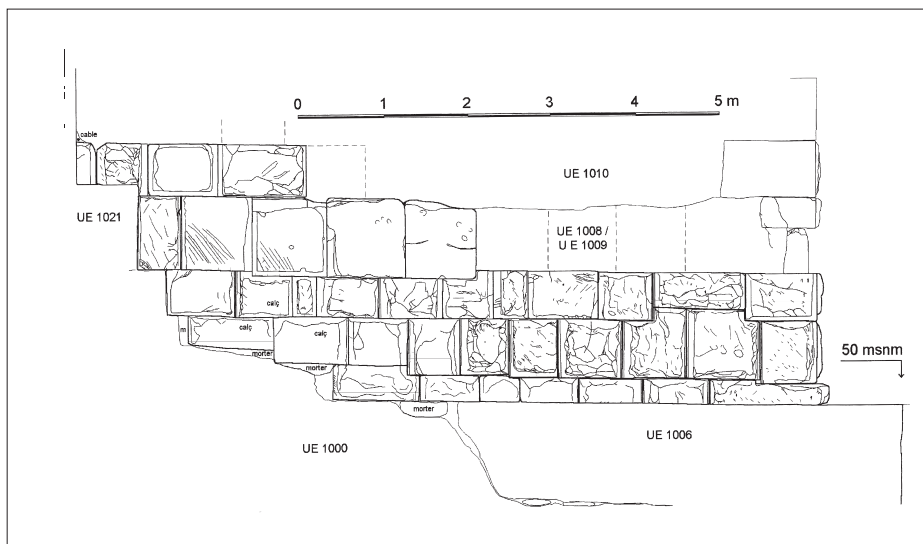 0 1 2 3 4 5 m
cable
UE 1010
UE 1021
UE 1008 /
U E 1009
calç
m
calç
calç
morter
morter
50 msnm
morter
UE 1006
UE 1000